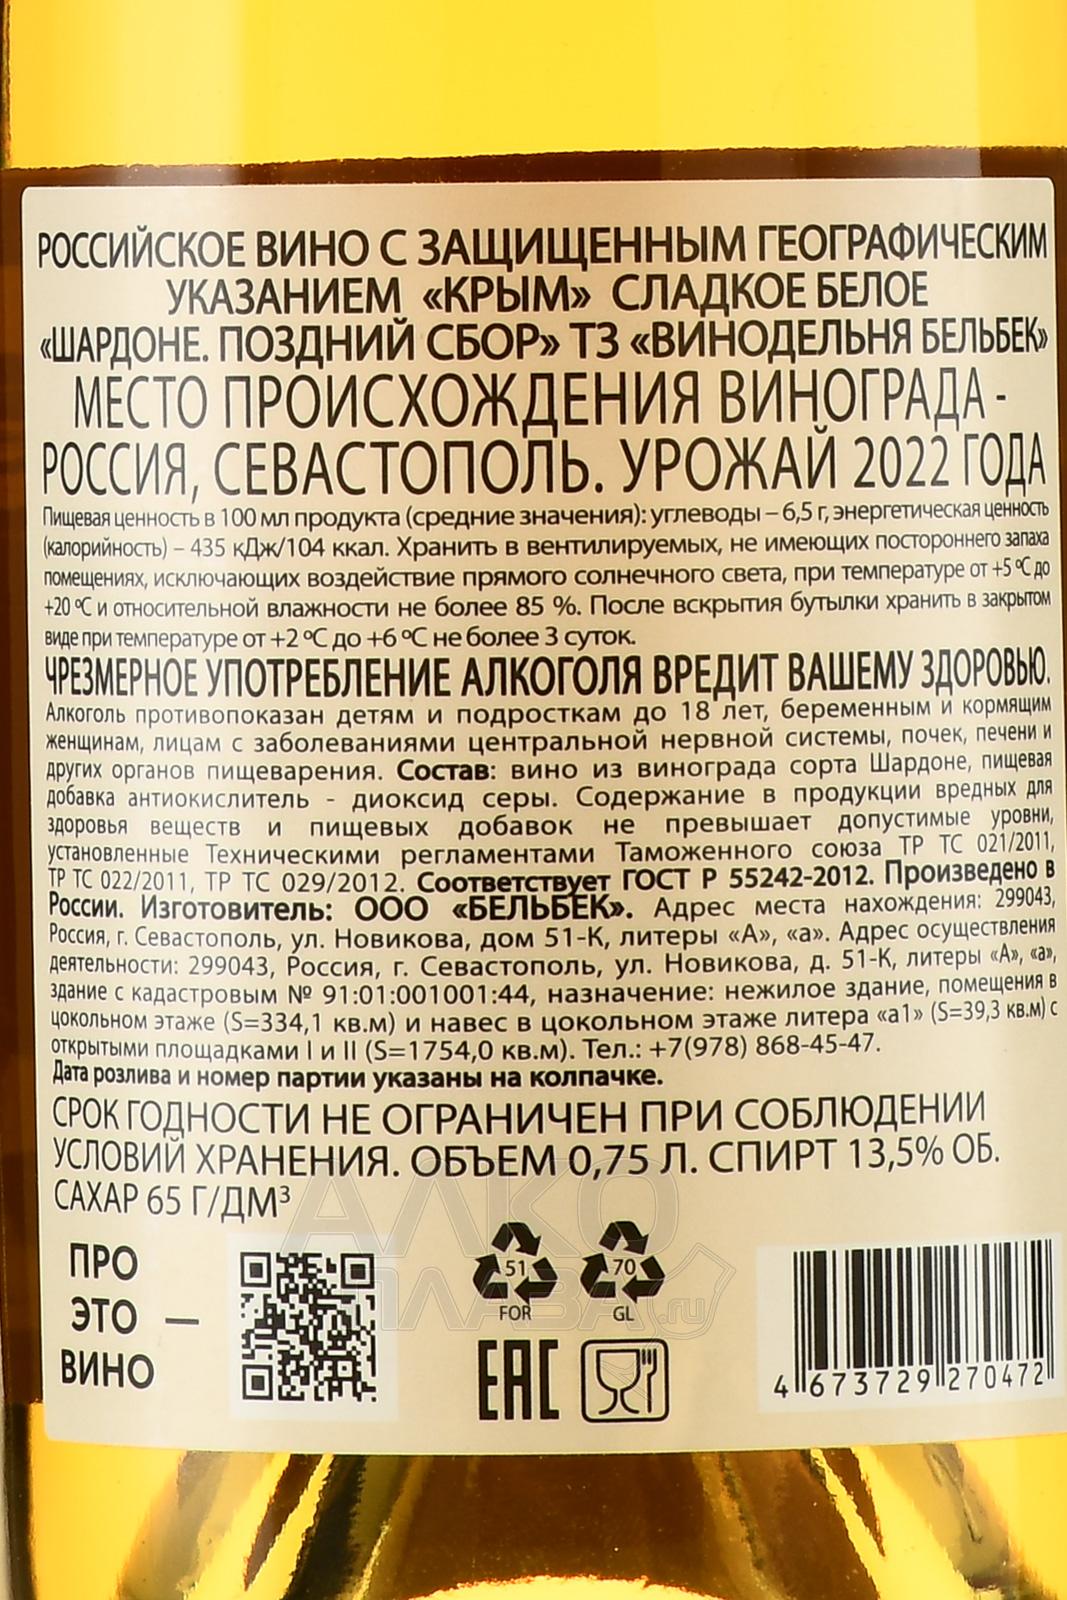 РОССИЙСКОЕ ВИНО С ЗАЩИЩЕННЫМ ГЕОГРАФИЧЕСКИМ
УКАЗАНИЕМ «КРЫМ» СЛАДКОЕ БЕЛОЕ
«ШАРДОНЕ. ПОЗДНИЙ СБОР» ТЗ «ВИНОДЕЛЬНЯ БЕЛЬБЕК»
МЕСТО ПРОИСХОЖДЕНИЯ ВИНОГРАДА -
РОССИЯ, СЕВАСТОПОЛЬ. УРОЖАЙ 2022 ГОДА
Пищевая ценность в 100 мл продукта (средние значения): углеводы – 6,5 г, энергетическая ценность
(калорийность) – 435 кДж/104 ккал. Хранить в вентилируемых, не имеющих постороннего запаха
помещениях, исключающих воздействие прямого солнечного света, при температуре от +5 ºС до
+20 ºС и относительной влажности не более 85 %. После вскрытия бутылки хранить в закрытом
виде при температуре от +2 ºС до +6 ºС не более 3 суток.
ЧРЕЗМЕРНОЕ УПОТРЕБЛЕНИЕ АЛКОГОЛЯ ВРЕДИТ ВАШЕМУ ЗДОРОВЬЮ.
Алкоголь противопоказан детям и подросткам до 18 лет, беременным и кормящим
женщинам, лицам с заболеваниями центральной нервной системы, почек, печени и
других органов пищеварения. Состав: вино из винограда сорта Шардоне, пищевая
добавка антиокислитель - диоксид серы. Содержание в продукции вредных для
здоровья веществ и пищевых добавок не превышает допустимые уровни,
установленные Техническими регламентами Таможенного союза ТР ТС 021/2011,
ТР ТС 022/2011, ТР ТС 029/2012. Соответствует ГОСТ Р 55242-2012. Произведено в
России. Изготовитель: ООО «БЕЛЬБЕК». Адрес места нахождения: 299043,
Россия, г. Севастополь, ул. Новикова, дом 51-К, литеры «А», «а». Адрес осуществления
деятельности: 299043, Россия, г. Севастополь, ул. Новикова, д. 51-К, литеры «А», «а»,
здание с кадастровым № 91:01:001001:44, назначение: нежилое здание, помещения в
цокольном этаже (S=334,1 кв.м) и навес в цокольном этаже литера «а1» (S=39,3 кв.м) с
открытыми площадками I и II (S=1754,0 кв.м). Тел.: +7(978) 868-45-47.
Дата розлива и номер партии указаны на колпачке.
СРОК ГОДНОСТИ НЕ ОГРАНИЧЕН ПРИ СОБЛЮДЕНИИ
УСЛОВИЙ ХРАНЕНИЯ. ОБЪЕМ 0,75 Л. СПИРТ 13,5% ОБ.
САХАР 65 Г/ДМ³
ПРО
ЭТО —
ВИНО
51
FOR
70
GL
EAC
4 673729 270472
АЛКО
ПЛАВА.ru